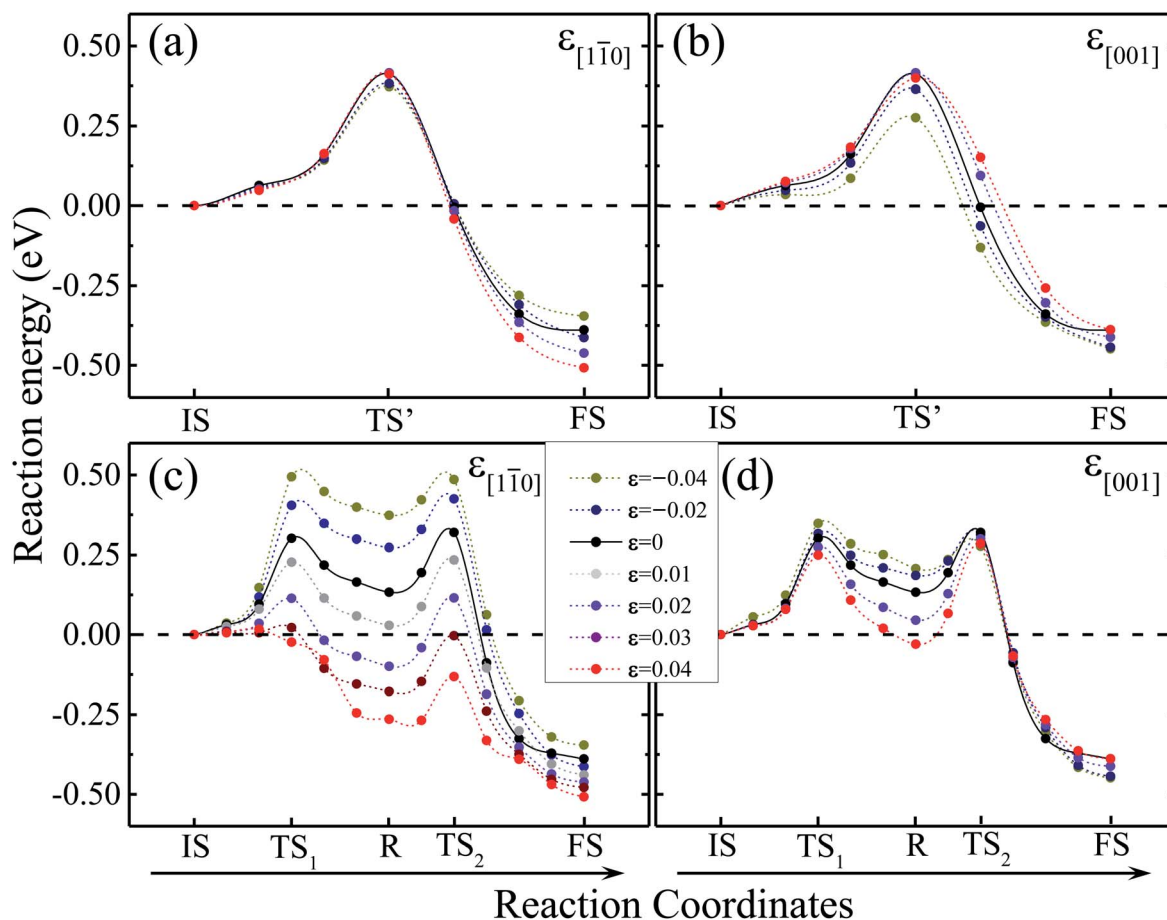 (a)
ε[11̅0]
(b)
ε[001]
Reaction energy (eV)
0.50
0.25
0.00
-0.25
-0.50
IS TS’ FS
IS TS’ FS
(c)
ε[11̅0]
(d)
ε[001]
0.50
0.25
0.00
-0.25
-0.50
ε=−0.04
ε=−0.02
ε=0
ε=0.01
ε=0.02
ε=0.03
ε=0.04
IS TS1 R TS2 FS
IS TS1 R TS2 FS
Reaction Coordinates